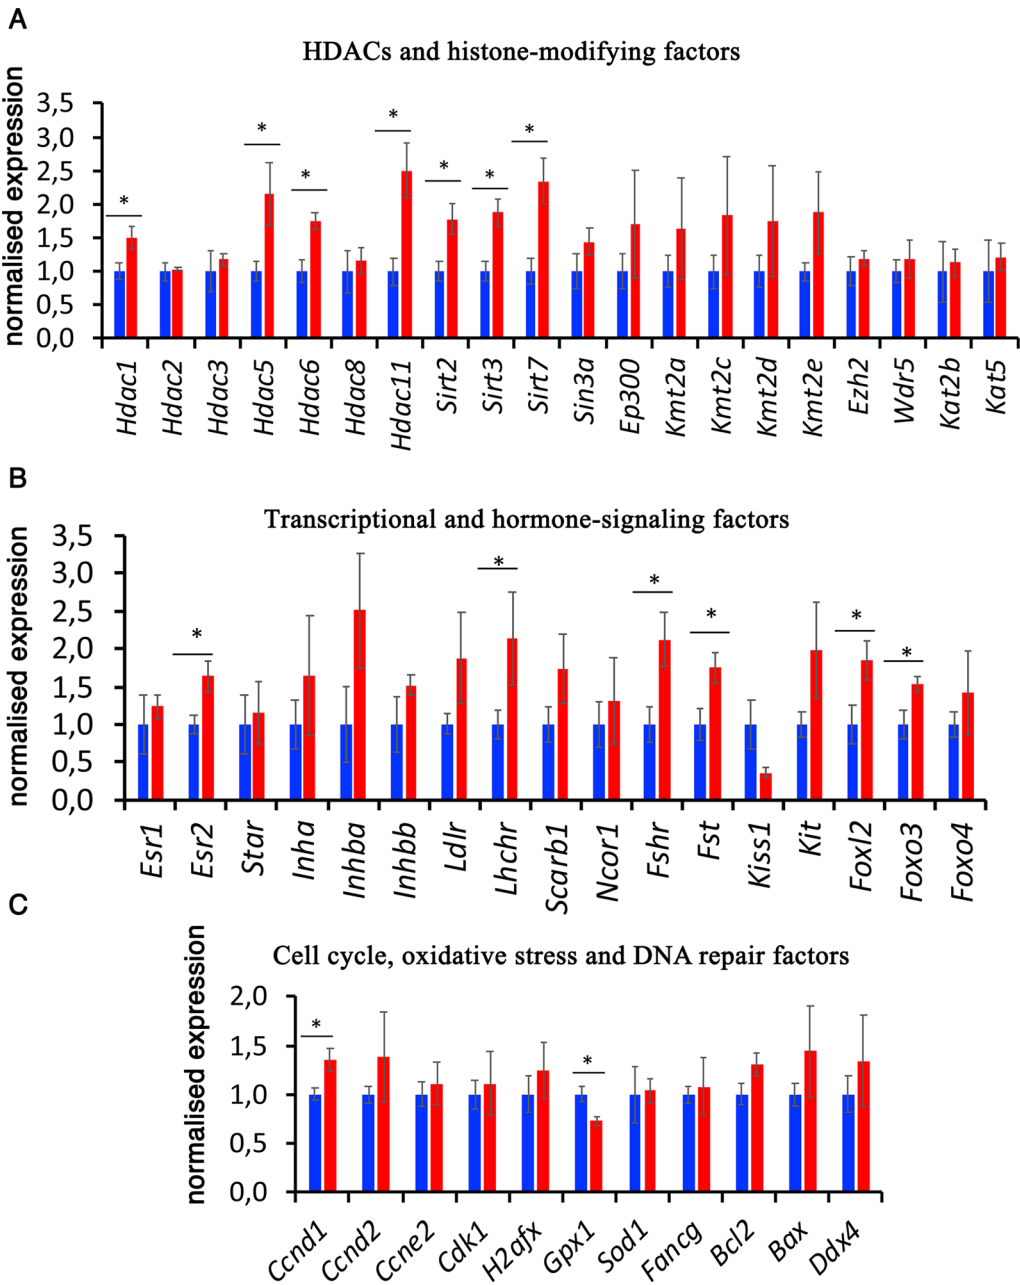 A
HDACs and histone-modifying factors
normalised expression
3,5
3,0
2,5
2,0
1,5
1,0
0,5
0,0
* * * * * * *
Hdac1 Hdac2 Hdac3 Hdac5 Hdac6 Hdac8 Hdac11 Sirt2 Sirt3 Sirt7 Sin3a Ep300 Kmt2a Kmt2c Kmt2d Kmt2e Ezh2 Wdr5 Kat2b Kat5
B
Transcriptional and hormone-signaling factors
normalised expression
3,5
3,0
2,5
2,0
1,5
1,0
0,5
0,0
* * * * * *
Esr1 Esr2 Star Inha Inhba Inhbb Ldlr Lhchr Scarb1 Ncor1 Fshr Fst Kiss1 Kit Foxl2 Foxo3 Foxo4
C
Cell cycle, oxidative stress and DNA repair factors
normalised expression
2,0
1,5
1,0
0,5
0,0
* *
Ccnd1 Ccnd2 Ccne2 Cdk1 H2afx Gpx1 Sod1 Fancg Bcl2 Bax Ddx4